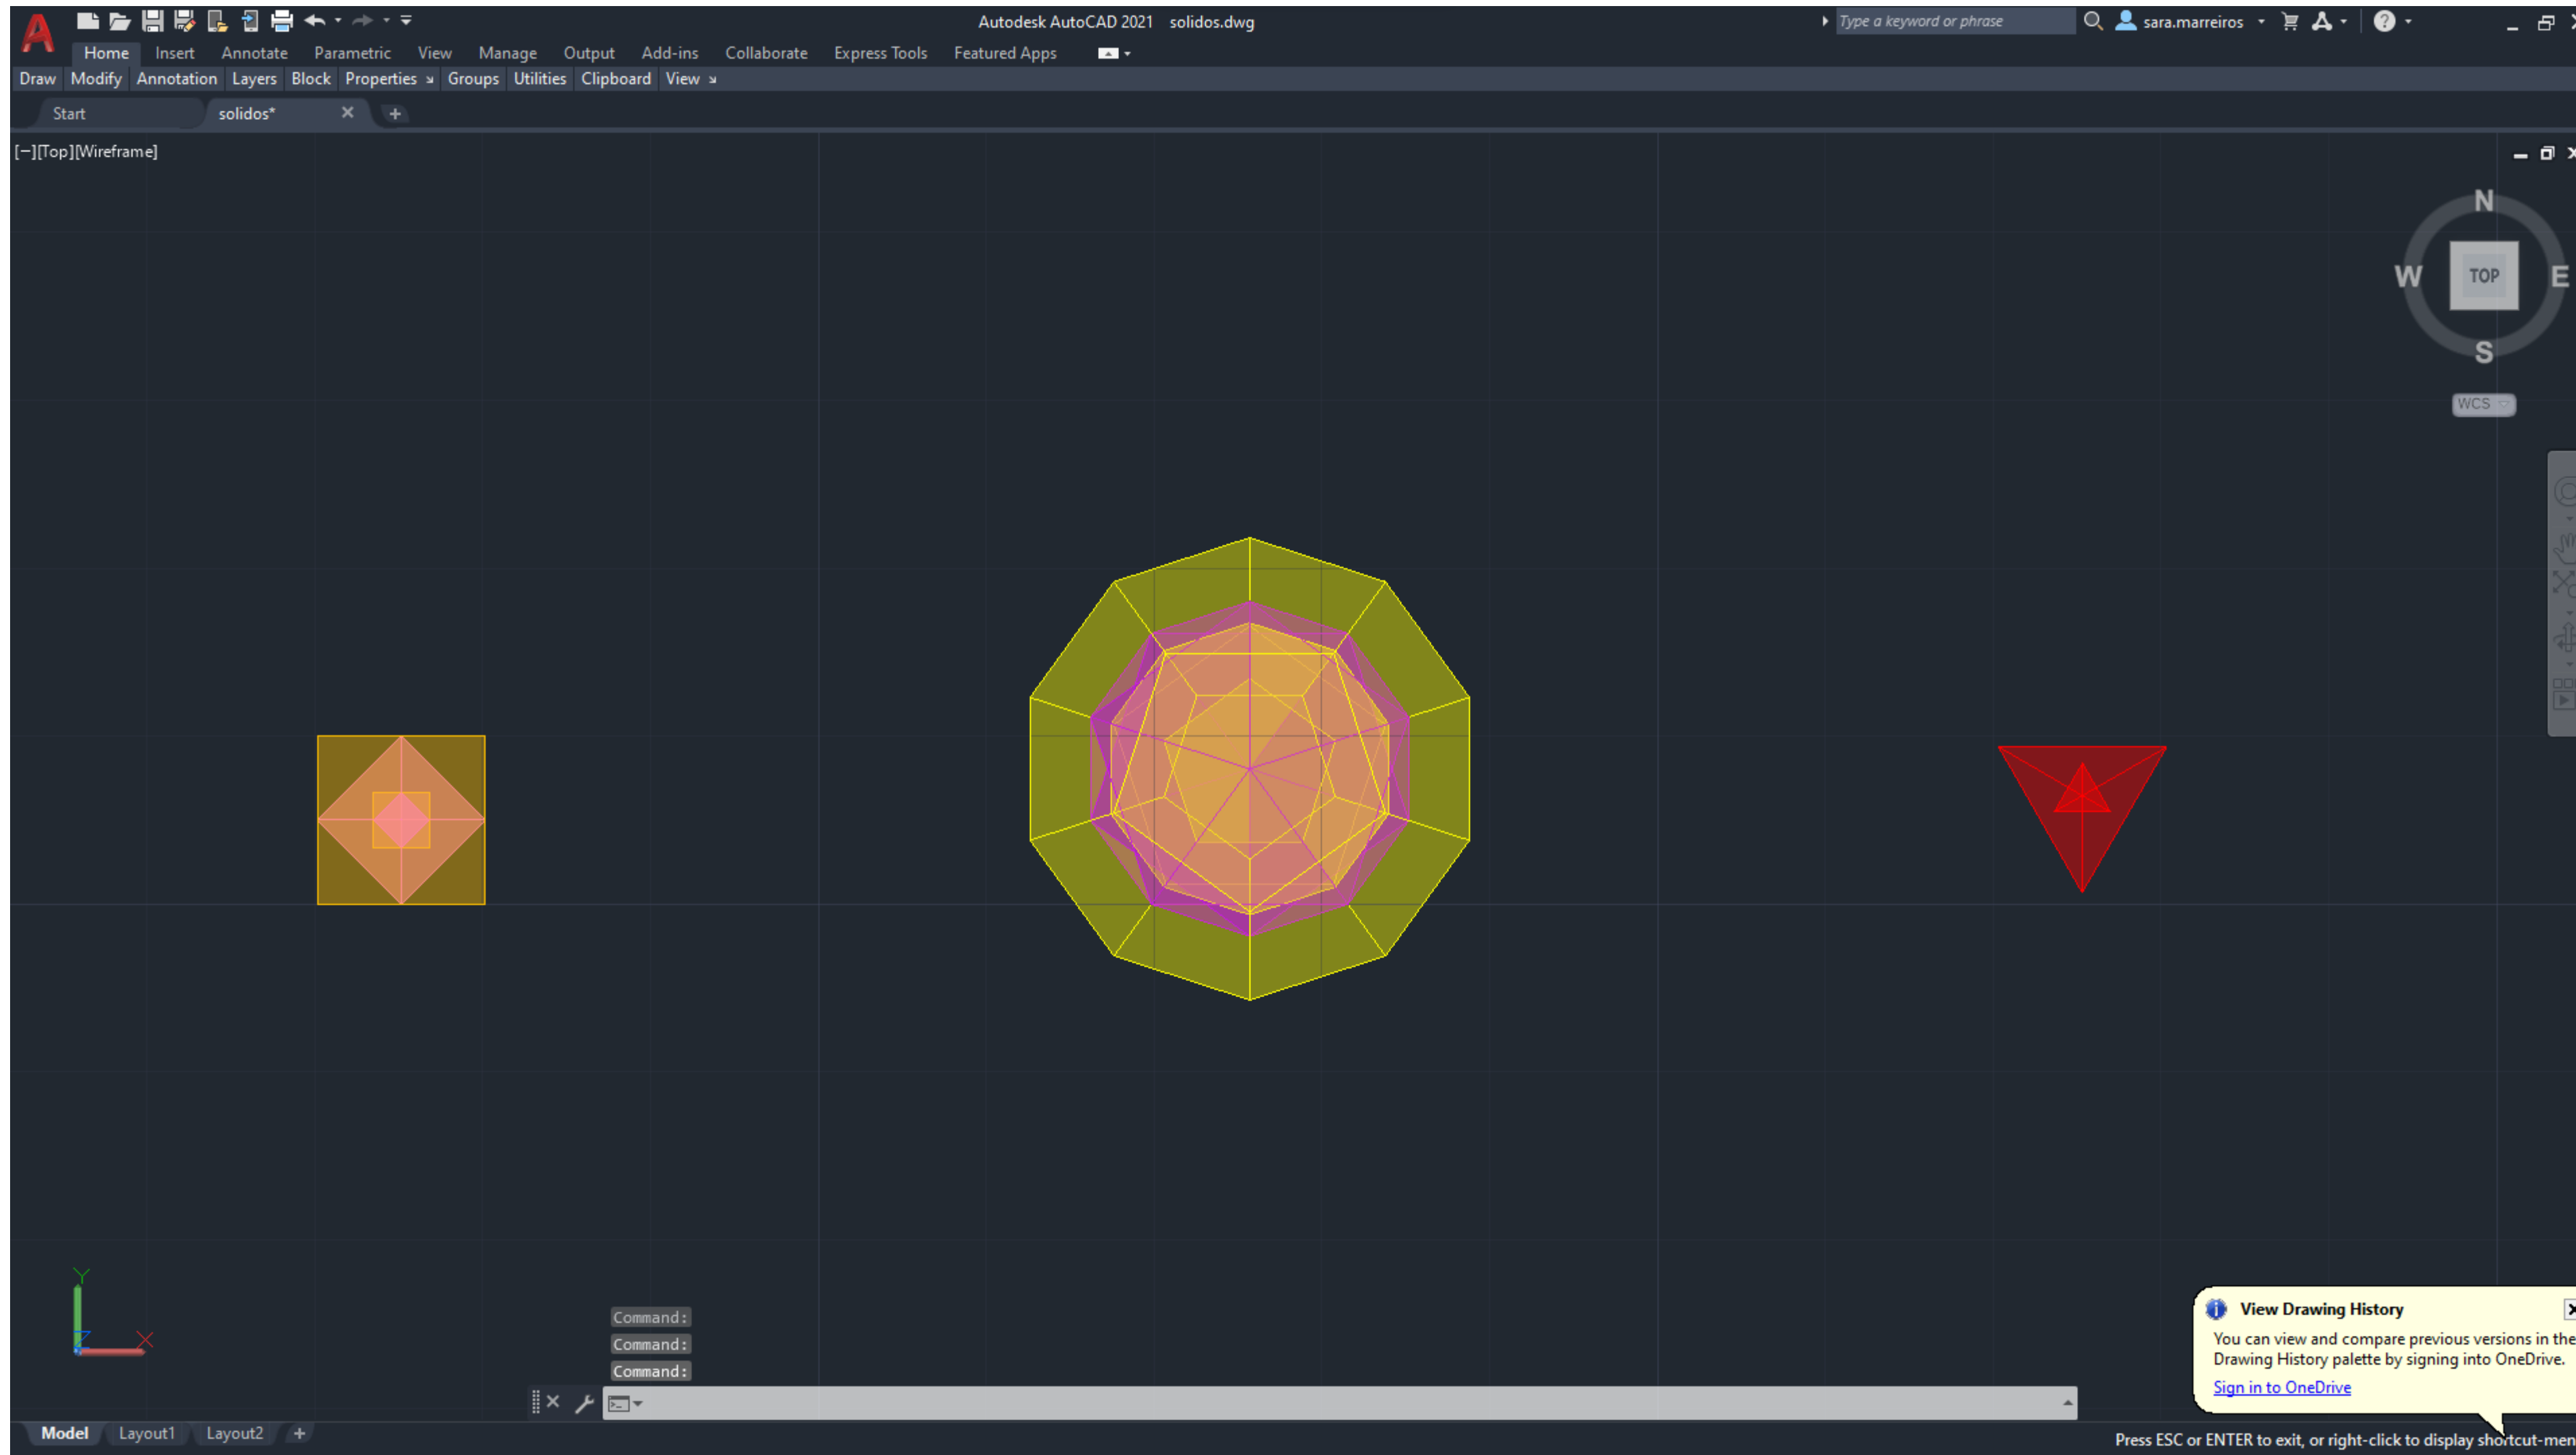 Autodesk AutoCAD 2021 solidos.dwg
Type a keyword or phrase
sara.marreiros
Home Insert Annotate Parametric View Manage Output Add-ins Collaborate Express Tools Featured Apps
Draw Modify Annotation Layers Block Properties Groups Utilities Clipboard View
Start solidos*
[−][Top][Wireframe]
N
W TOP E
S
WCS
Y
Z X
Command:
Command:
Command:
View Drawing History
You can view and compare previous versions in the
Drawing History palette by signing into OneDrive.
Sign in to OneDrive
Model Layout1 Layout2
Press ESC or ENTER to exit, or right-click to display shortcut-men